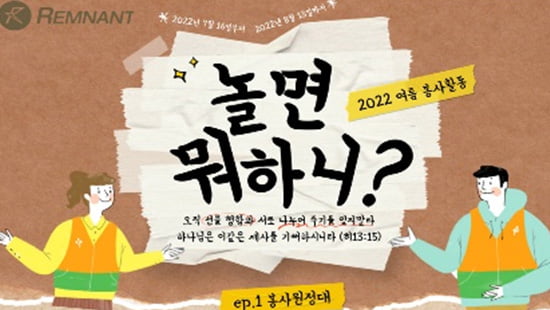 REMNANT
2022년 7월 16일부터 2022년 8월 15일까지
놀면
뭐하니?
2022 여름 봉사활동
오직 선을 행함과 서로 나누어 주기를 잊지말라
하나님은 이같은 제사를 기뻐하시니라 (히13:15)
ep.1 봉사원정대